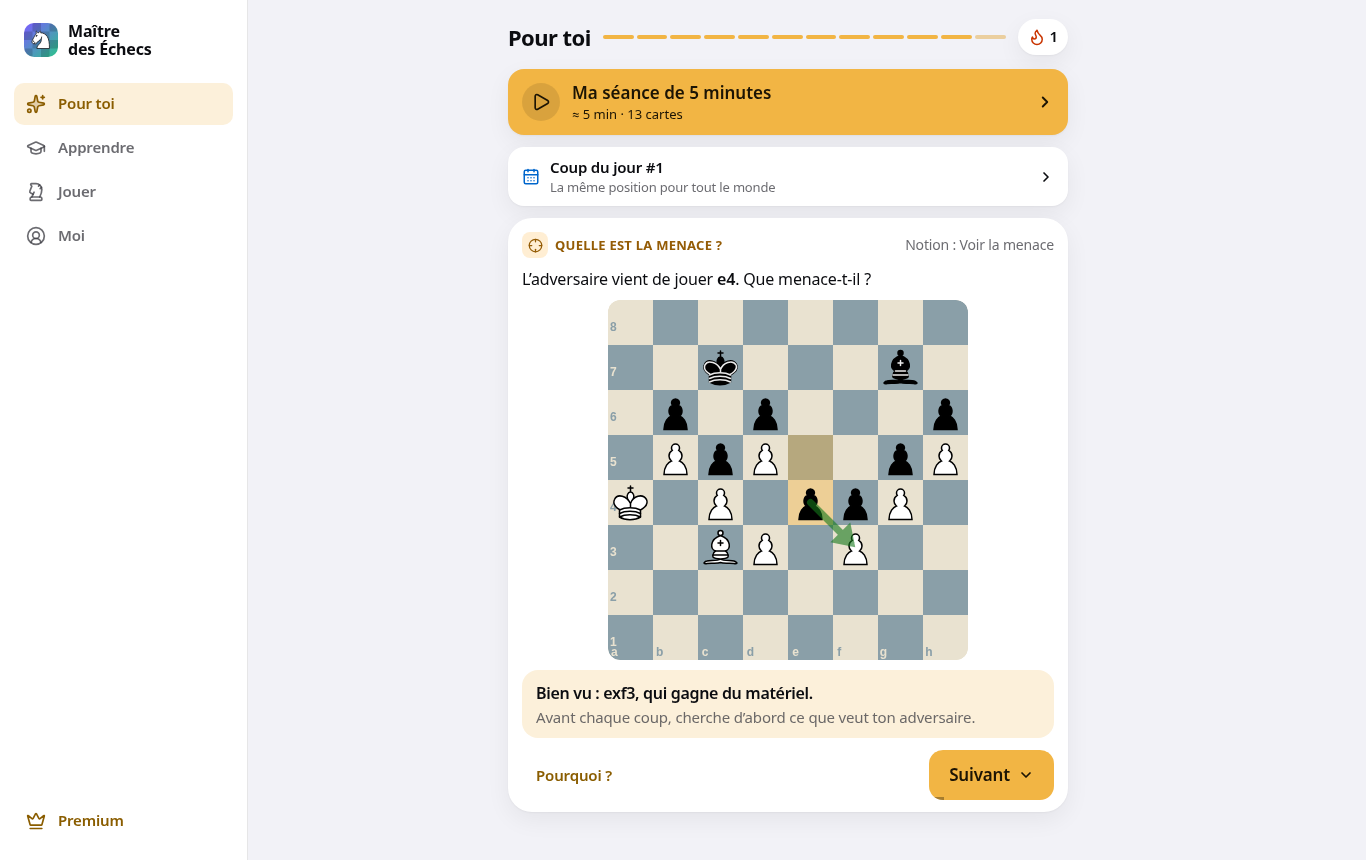 Maître
des Échecs
Pour toi
Apprendre
Jouer
Moi
Premium
Pour toi
1
Ma séance de 5 minutes
≈ 5 min · 13 cartes
Coup du jour #1
La même position pour tout le monde
QUELLE EST LA MENACE ?
Notion : Voir la menace
L’adversaire vient de jouer e4. Que menace-t-il ?
8
7
6
5
4
3
2
1
a b c d e f g h
Bien vu : exf3, qui gagne du matériel.
Avant chaque coup, cherche d’abord ce que veut ton adversaire.
Pourquoi ?
Suivant